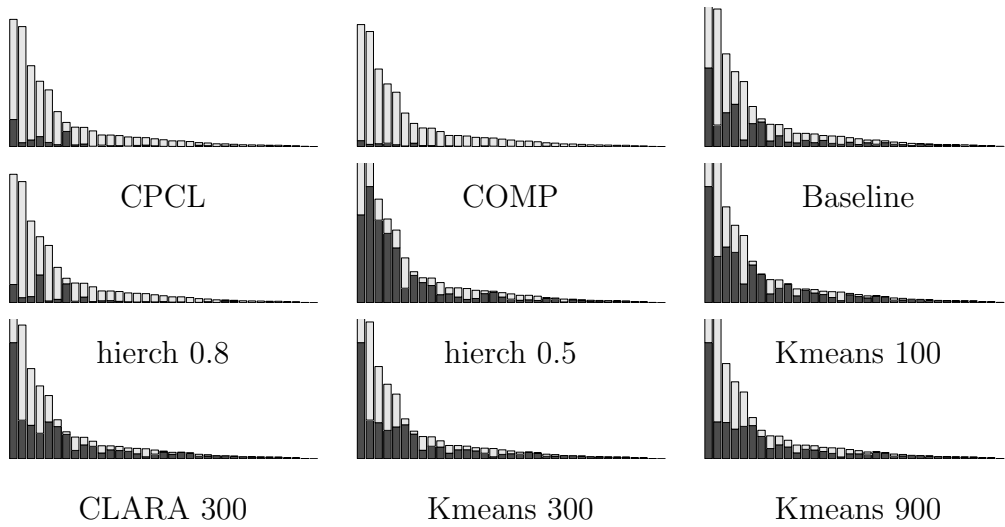 CPCL COMP Baseline
hierch 0.8 hierch 0.5 Kmeans 100
CLARA 300 Kmeans 300 Kmeans 900